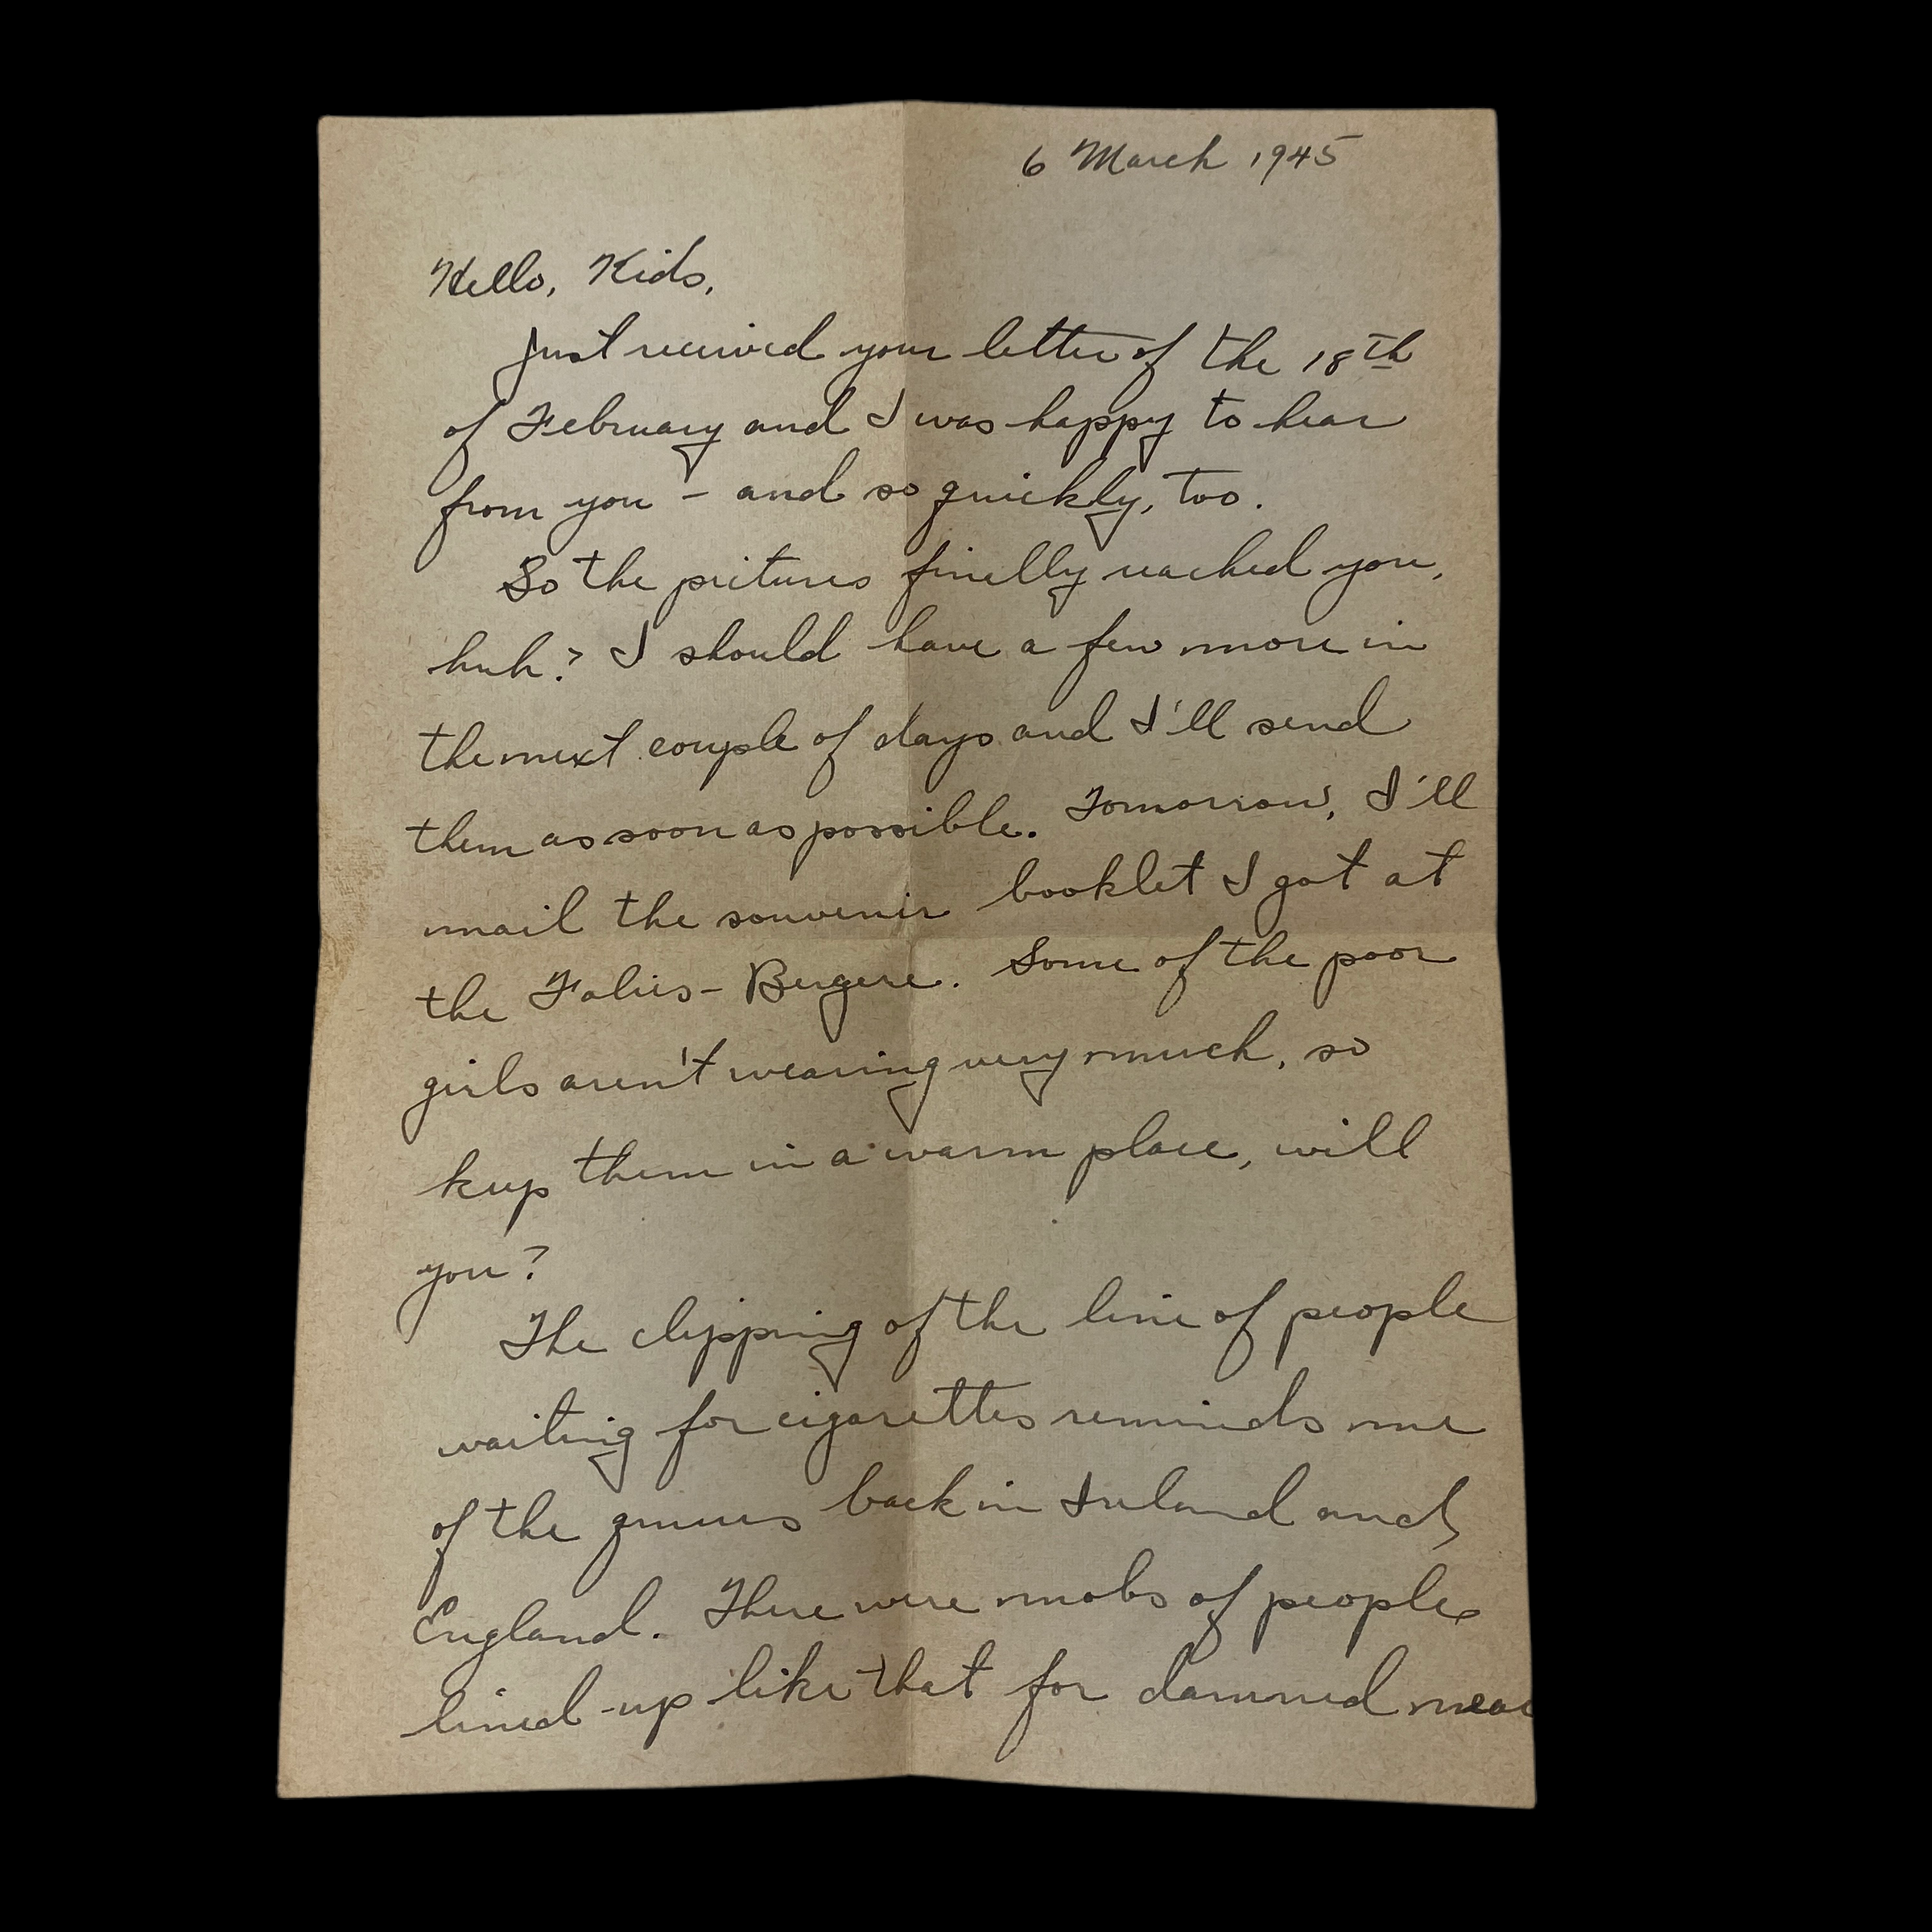 6 March 1945
Hello, Kids,
Just received your letter of the 18th
of February and I was happy to hear
from you - and so quickly, too.
So the pictures finally reached you,
huh? I should have a few more in
the next couple of days and I'll send
them as soon as possible. Tomorrow, I'll
mail the souvenir booklet I got at
the Folies-Bergere. Some of the poor
girls aren't wearing very much, so
keep them in a warm place, will
you?
The clipping of the line of people
waiting for cigarettes reminds me
of the queues back in Ireland and
England. There were mobs of people
lined-up like that for damned near